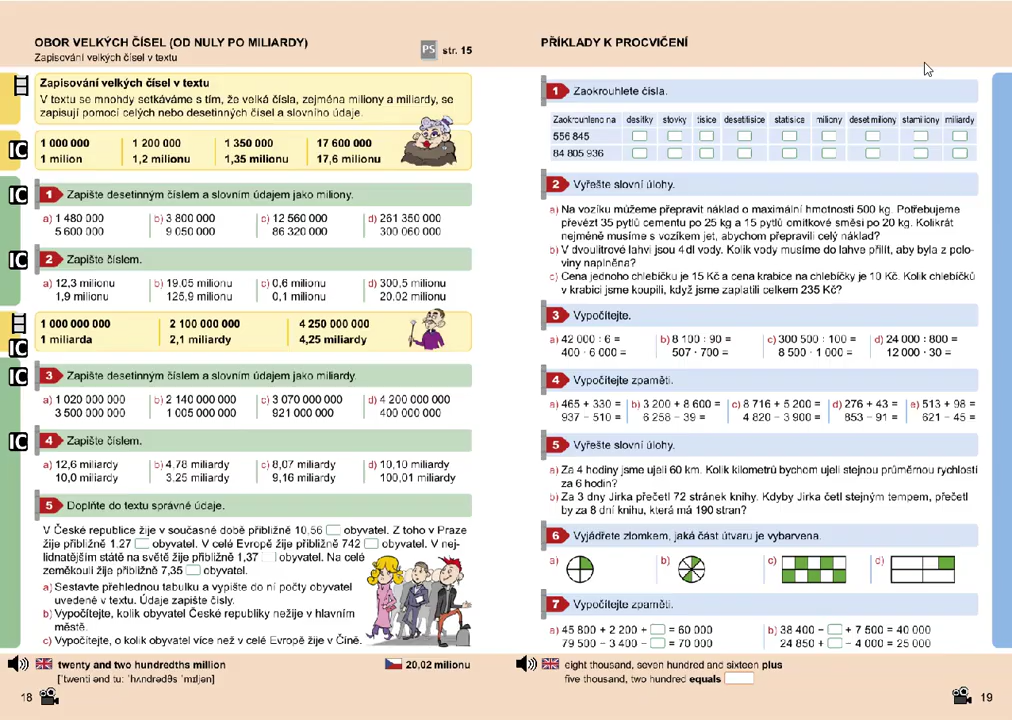 OBOR VELKÝCH ČÍSEL (OD NULY PO MILIARDY)
Zapisování velkých čísel v textu
PS str. 15
Zapisování velkých čísel v textu
V textu se mnohdy setkáváme s tím, že velká čísla, zejména miliony a miliardy, se
zapisují pomocí celých nebo desetinných čísel a slovního údaje.
1 000 000 1 200 000 1 350 000 17 600 000
1 milion 1,2 milionu 1,35 milionu 17,6 milionu
IC
1 Zapište desetinným číslem a slovním údajem jako miliony.
IC
a) 1 480 000 b) 3 800 000 c) 12 560 000 d) 261 350 000
5 600 000 9 050 000 86 320 000 300 060 000
2 Zapište číslem.
IC
a) 12,3 milionu b) 19,05 milionu c) 0,6 milionu d) 300,5 milionu
1,9 milionu 125,9 milionu 0,1 milionu 20,02 milionu
1 000 000 000 2 100 000 000 4 250 000 000
1 miliarda 2,1 miliardy 4,25 miliardy
IC
3 Zapište desetinným číslem a slovním údajem jako miliardy.
IC
a) 1 020 000 000 b) 2 140 000 000 c) 3 070 000 000 d) 4 200 000 000
3 500 000 000 1 005 000 000 921 000 000 400 000 000
4 Zapište číslem.
IC
a) 12,6 miliardy b) 4,78 miliardy c) 8,07 miliardy d) 10,10 miliardy
10,0 miliardy 3,25 miliardy 9,16 miliardy 100,01 miliardy
5 Doplňte do textu správné údaje.
V České republice žije v současné době přibližně 10,56 obyvatel. Z toho v Praze
žije přibližně 1,27 obyvatel. V celé Evropě žije přibližně 742 obyvatel. V nej-
lidnatějším státě na světě žije přibližně 1,37 obyvatel. Na celé
zeměkouli žije přibližně 7,35 obyvatel.
a) Sestavte přehlednou tabulku a vypište do ní počty obyvatel
uvedené v textu. Údaje zapište čísly.
b) Vypočítejte, kolik obyvatel České republiky nežije v hlavním
městě.
c) Vypočítejte, o kolik obyvatel více než v celé Evropě žije v Číně.
twenty and two hundredths million 20,02 milionu
[ˈtwenti ənd tuː ˈhʌndrədθs ˈmɪljən]
18
PŘÍKLADY K PROCVIČENÍ
1 Zaokrouhlete čísla.
Zaokrouhleno na desítky stovky tisíce desetitisíce statisíce miliony desetimiliony stamiliony miliardy
556 845
84 805 936
2 Vyřešte slovní úlohy.
a) Na vozíku můžeme přepravit náklad o maximální hmotnosti 500 kg. Potřebujeme
převézt 35 pytlů cementu po 25 kg a 15 pytlů omítkové směsi po 20 kg. Kolikrát
nejméně musíme s vozíkem jet, abychom přepravili celý náklad?
b) V dvoulitrové lahvi jsou 4 dl vody. Kolik vody musíme do lahve přilít, aby byla z polo-
viny naplněna?
c) Cena jednoho chlebíčku je 15 Kč a cena krabice na chlebíčky je 10 Kč. Kolik chlebíčků
v krabici jsme koupili, když jsme zaplatili celkem 235 Kč?
3 Vypočítejte.
a) 42 000 : 6 = b) 8 100 : 90 = c) 300 500 : 100 = d) 24 000 : 800 =
400 · 6 000 = 507 · 700 = 8 500 · 1 000 = 12 000 · 30 =
4 Vypočítejte zpaměti.
a) 465 + 330 = b) 3 200 + 8 600 = c) 8 716 + 5 200 = d) 276 + 43 = e) 513 + 98 =
937 − 510 = 6 258 − 39 = 4 820 − 3 900 = 853 − 91 = 621 − 45 =
5 Vyřešte slovní úlohy.
a) Za 4 hodiny jsme ujeli 60 km. Kolik kilometrů bychom ujeli stejnou průměrnou rychlostí
za 6 hodin?
b) Za 3 dny Jirka přečetl 72 stránek knihy. Kdyby Jirka četl stejným tempem, přečetl
by za 8 dní knihu, která má 190 stran?
6 Vyjádřete zlomkem, jaká část útvaru je vybarvena.
a) b) c) d)
7 Vypočítejte zpaměti.
a) 45 800 + 2 200 + = 60 000 b) 38 400 − + 7 500 = 40 000
79 500 − 3 400 − = 70 000 24 850 + − 4 000 = 25 000
eight thousand, seven hundred and sixteen plus
five thousand, two hundred equals
19